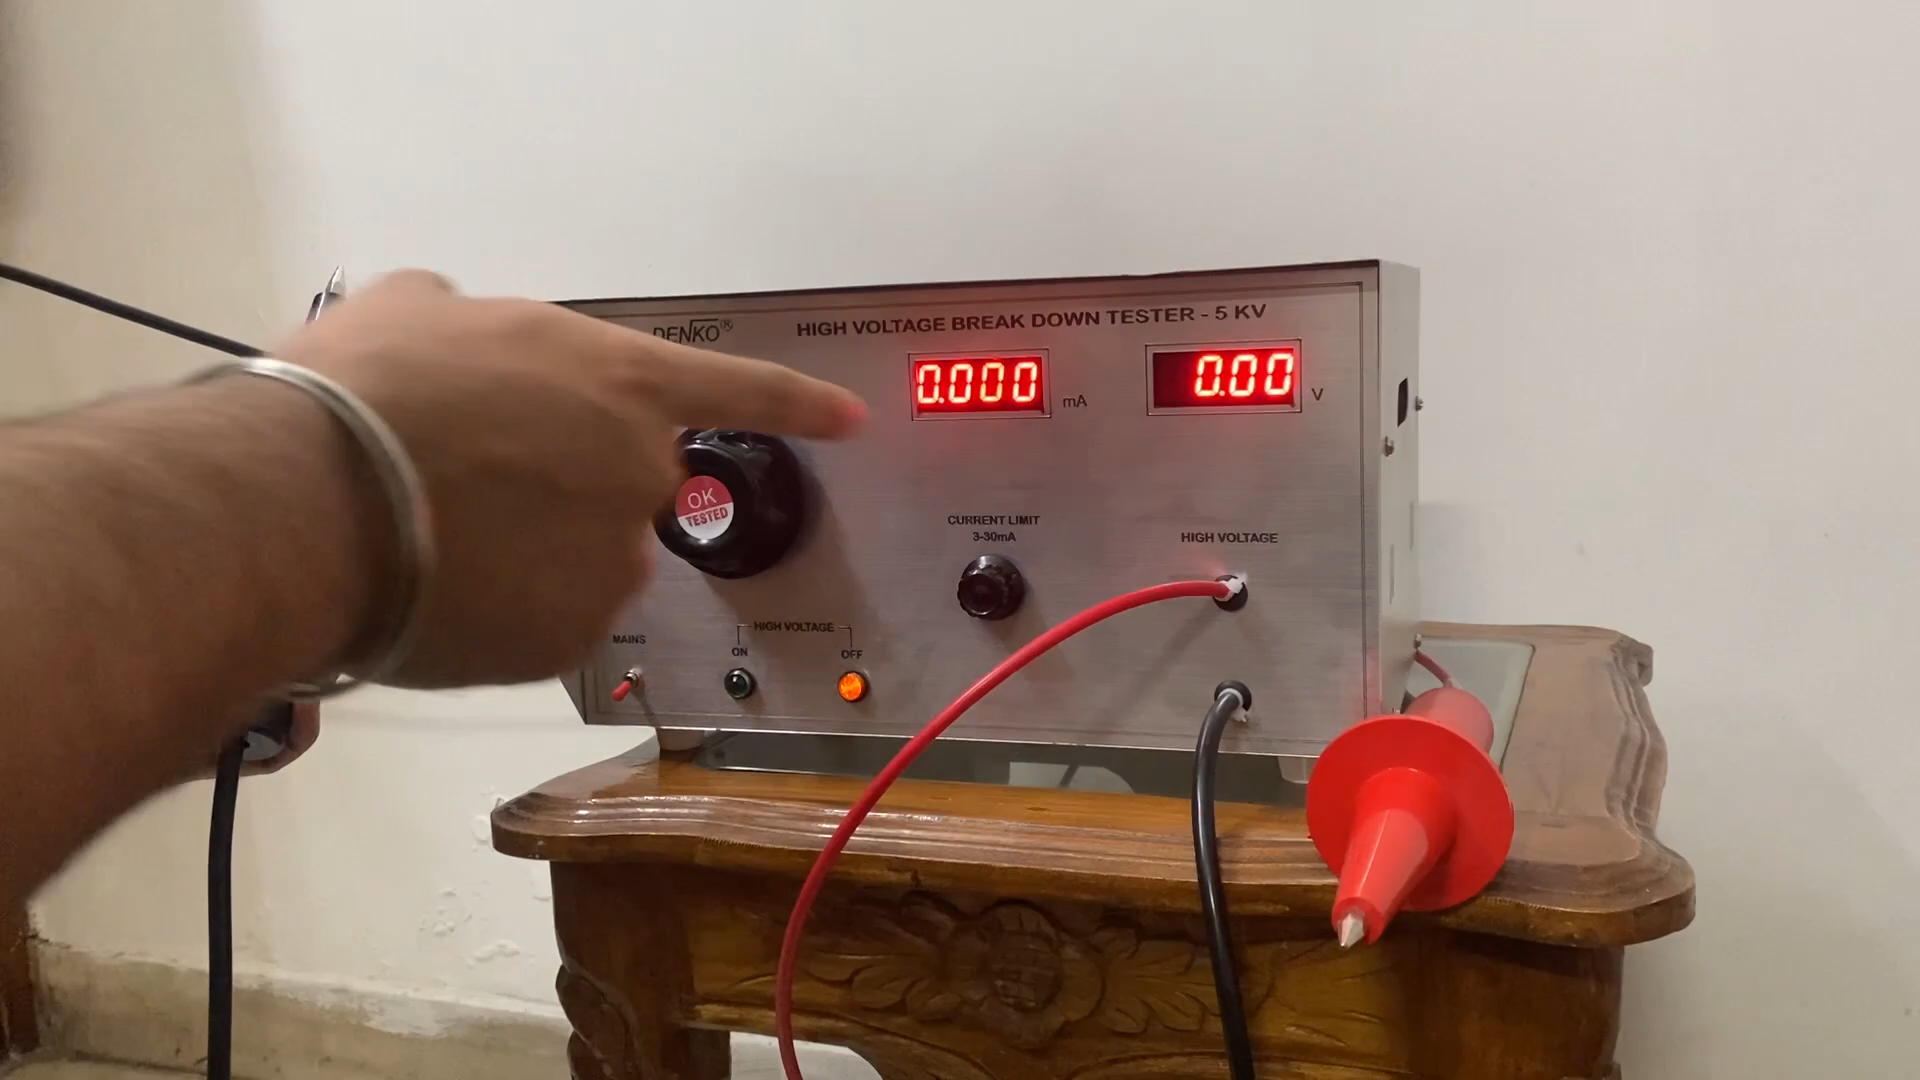 DENKO®
HIGH VOLTAGE BREAK DOWN TESTER - 5 KV
0.000 mA
0.00 V
OK
TESTED
CURRENT LIMIT
3-30mA
HIGH VOLTAGE
MAINS
HIGH VOLTAGE
ON
OFF